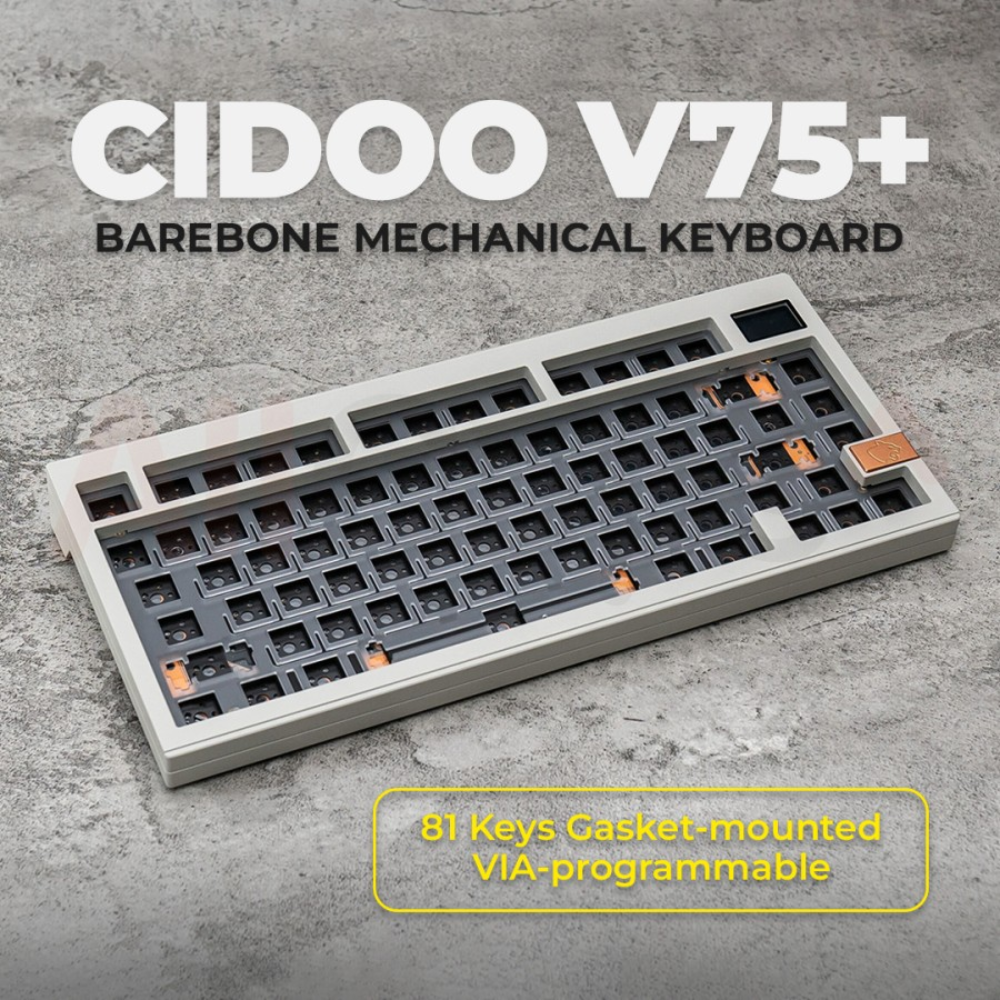 CIDOO V75+
BAREBONE MECHANICAL KEYBOARD
81 Keys Gasket-mounted
VIA-programmable